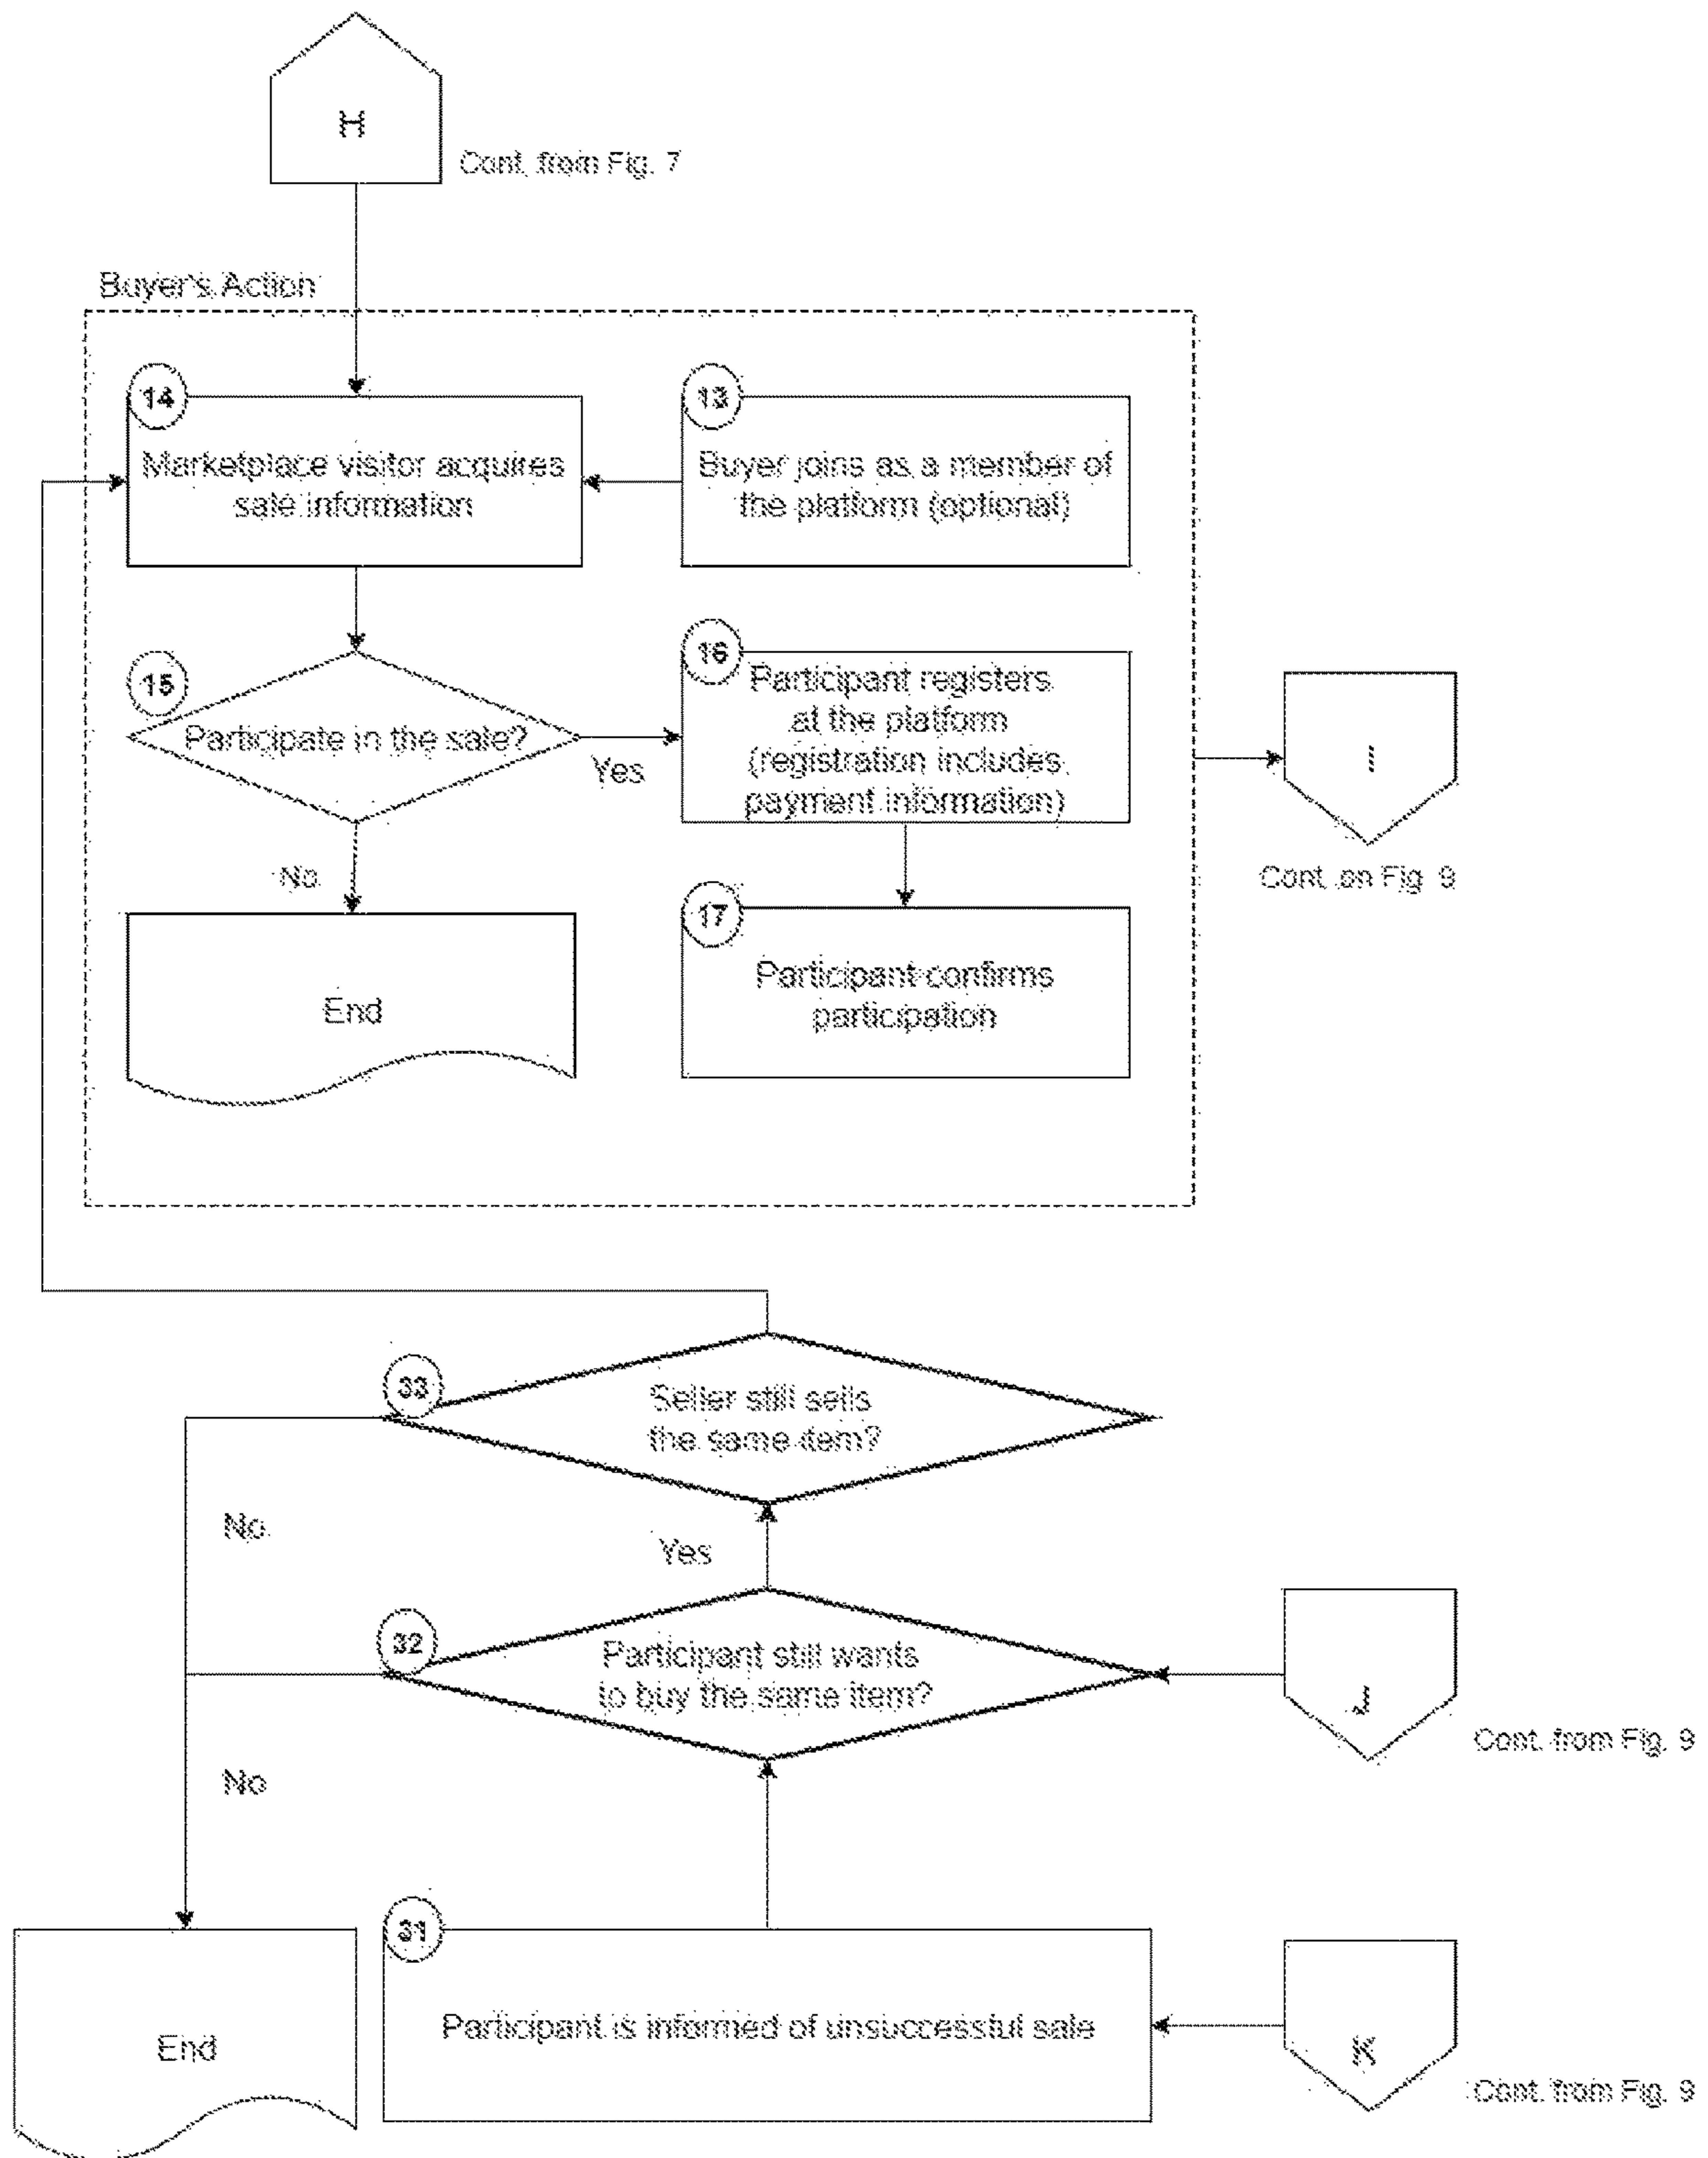 H
Cont. from Fig. 7
Buyer's Action
14
Marketplace visitor acquires
sale information
13
Buyer joins as a member of
the platform (optional)
15
Participate in the sale?
Yes
No
16
Participant registers
at the platform
(registration includes
payment information)
I
Cont. on Fig. 9
End
17
Participant confirms
participation
33
Seller still sells
the same item?
No
Yes
32
Participant still wants
to buy the same item?
J
Cont. from Fig. 9
No
End
31
Participant is informed of unsuccessful sale
K
Cont. from Fig. 9